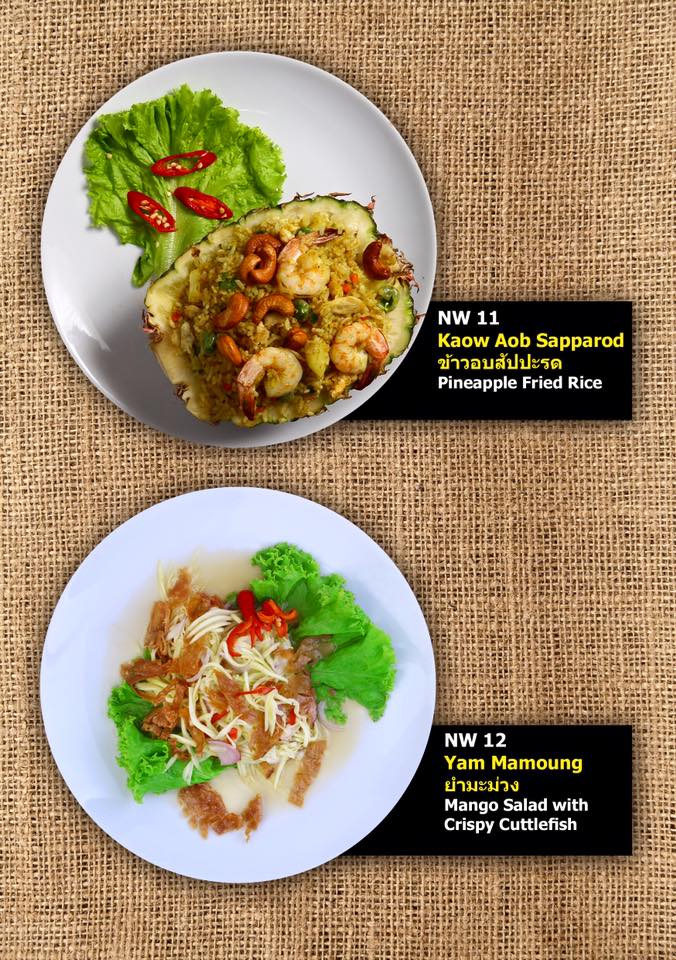 NW 11
Kaow Aob Sapparod
ข้าวอบสัปปะรด
Pineapple Fried Rice
NW 12
Yam Mamoung
ยำมะม่วง
Mango Salad with
Crispy Cuttlefish